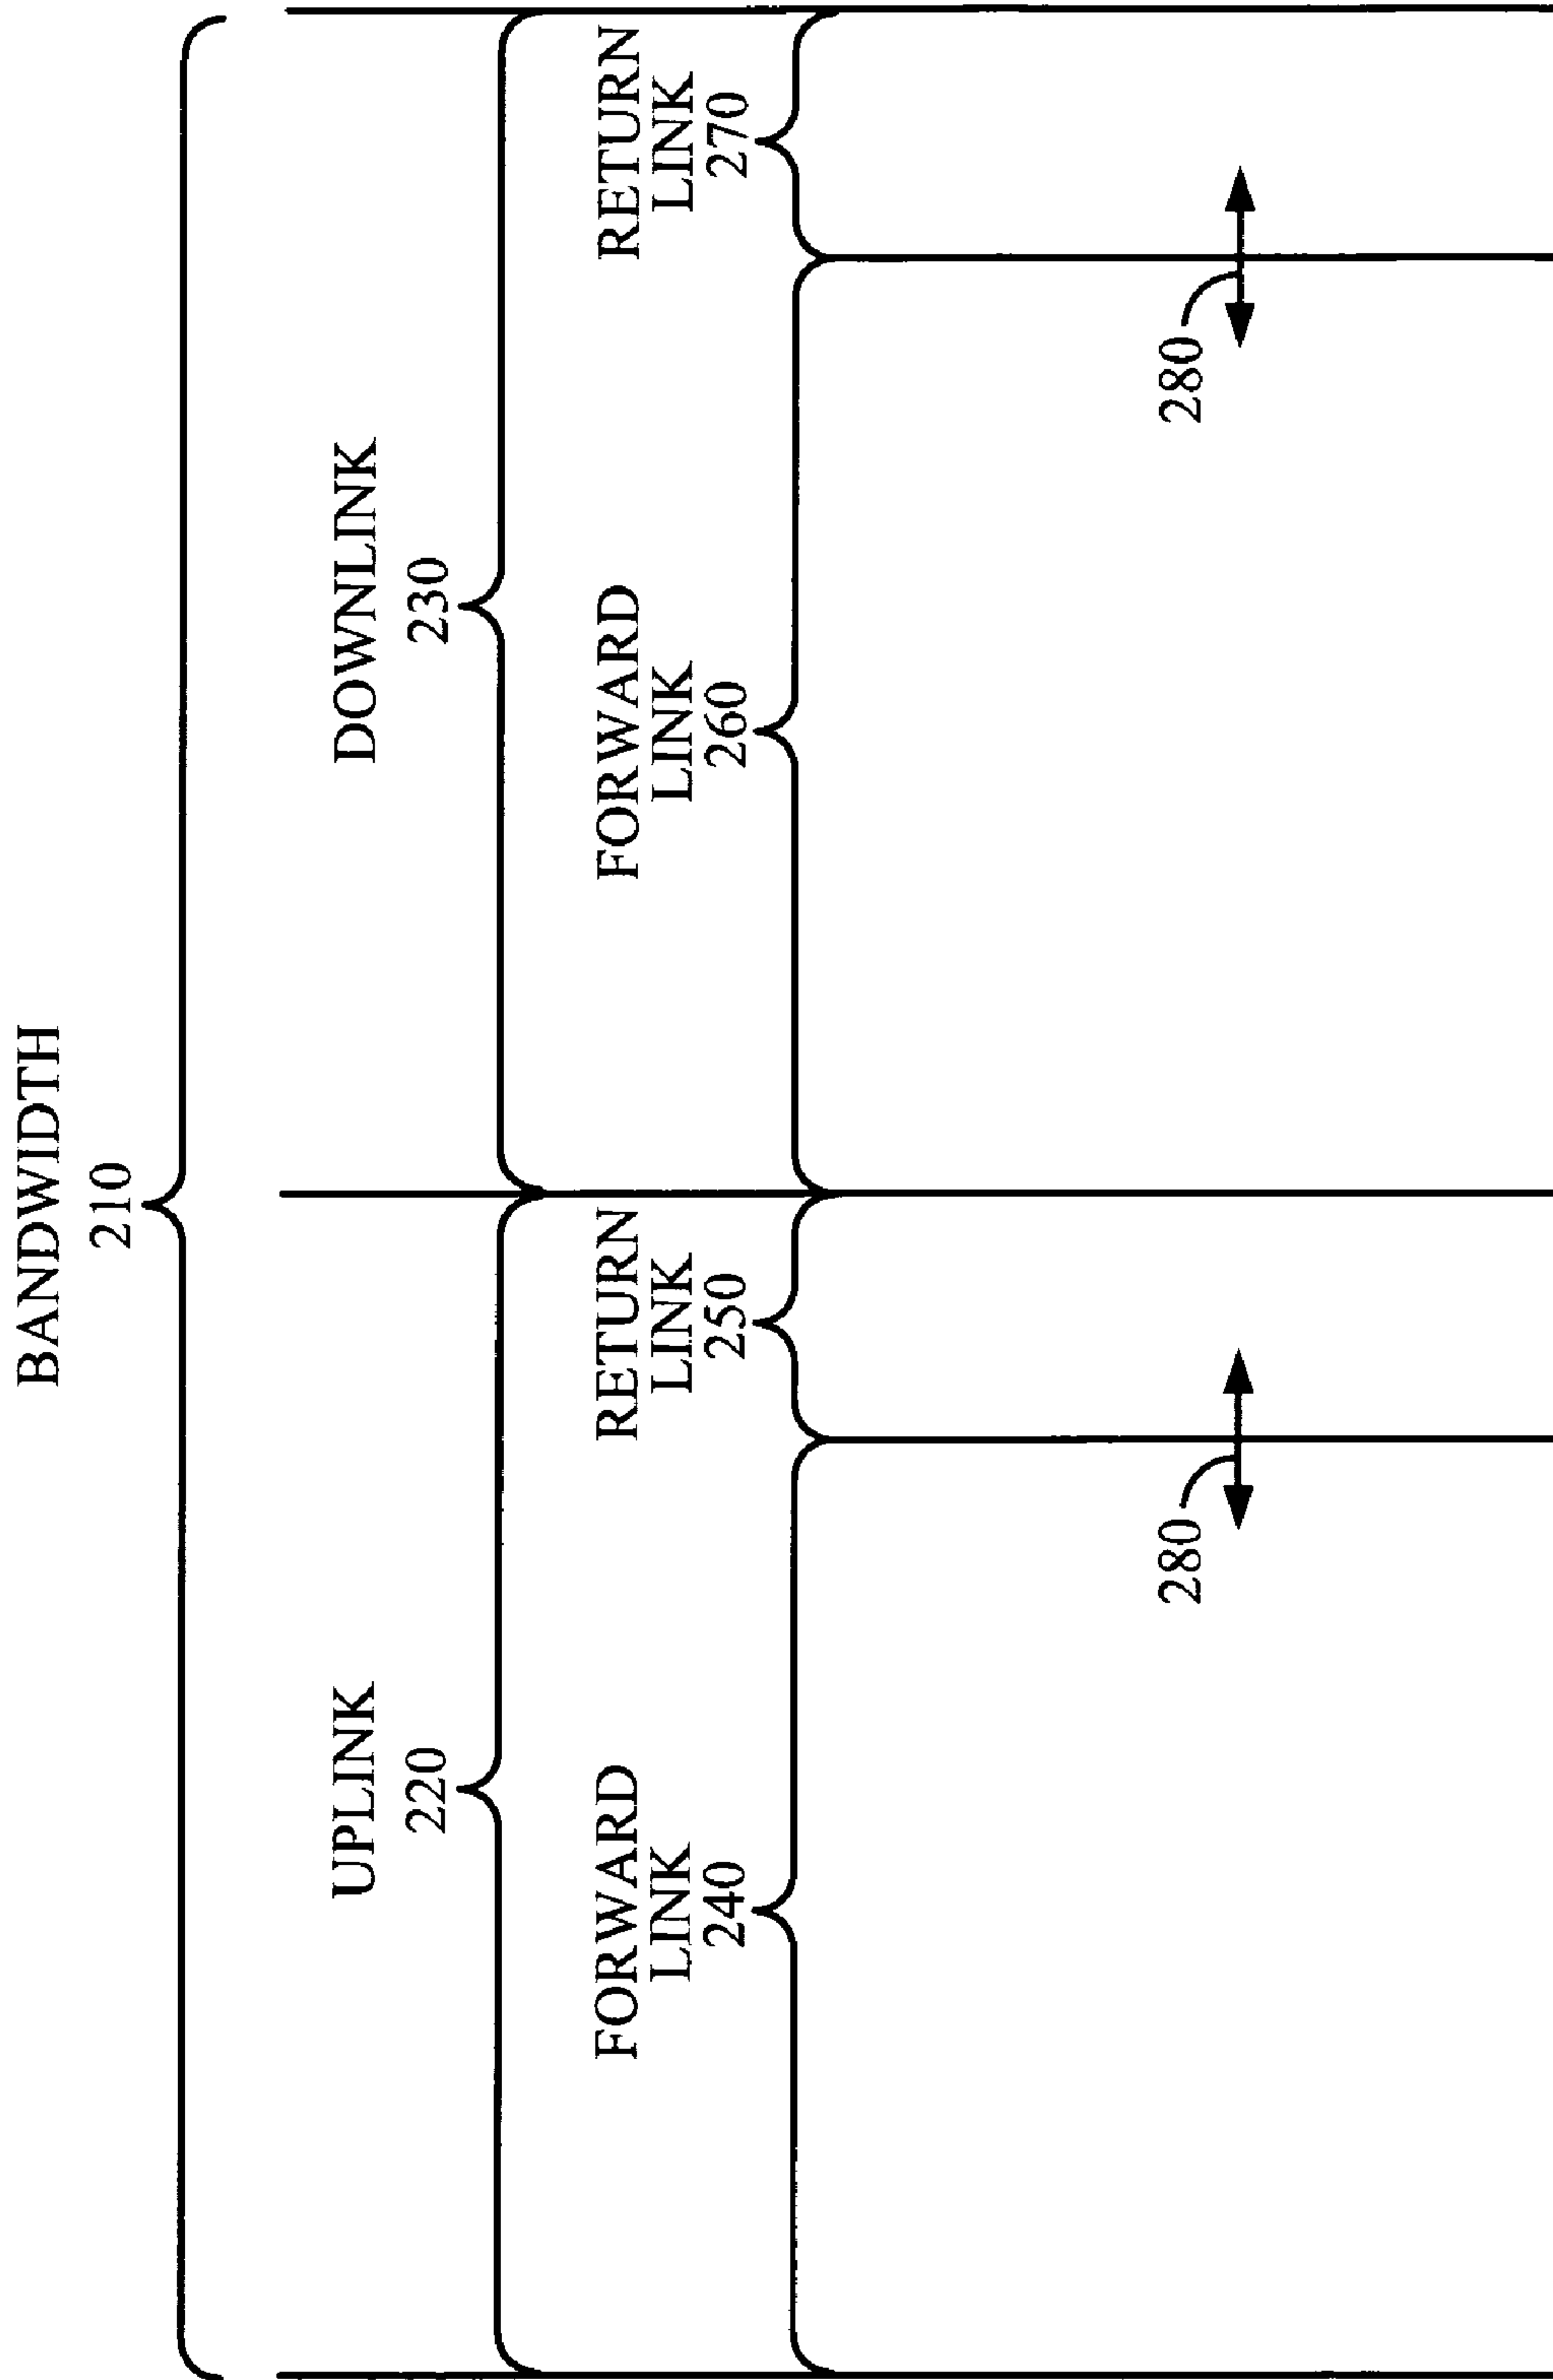 BANDWIDTH
210
UPLINK
220
DOWNLINK
230
FORWARD
LINK
240
RETURN
LINK
250
FORWARD
LINK
260
RETURN
LINK
270
280
280